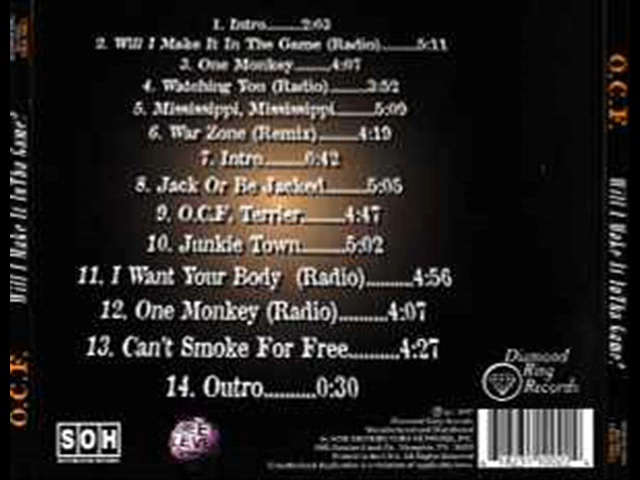 1. Intro........2:03
2. Will I Make It In The Game (Radio)........5:11
3. One Monkey........4:07
4. Watching You (Radio)........3:52
5. Mississippi, Mississippi........5:09
6. War Zone (Remix)........4:19
7. Intro........0:42
8. Jack Or Be Jacked........5:05
9. O.C.F. Terrier........4:47
10. Junkie Town........5:02
11. I Want Your Body (Radio)........4:56
12. One Monkey (Radio)........4:07
13. Can't Smoke For Free.........4:27
14. Outro..........0:30
O.C.F.
Will I Make It InTha Game?
O.C.F.
Will I Make It InTha Game?
Diamond
Ring
Records
SOH